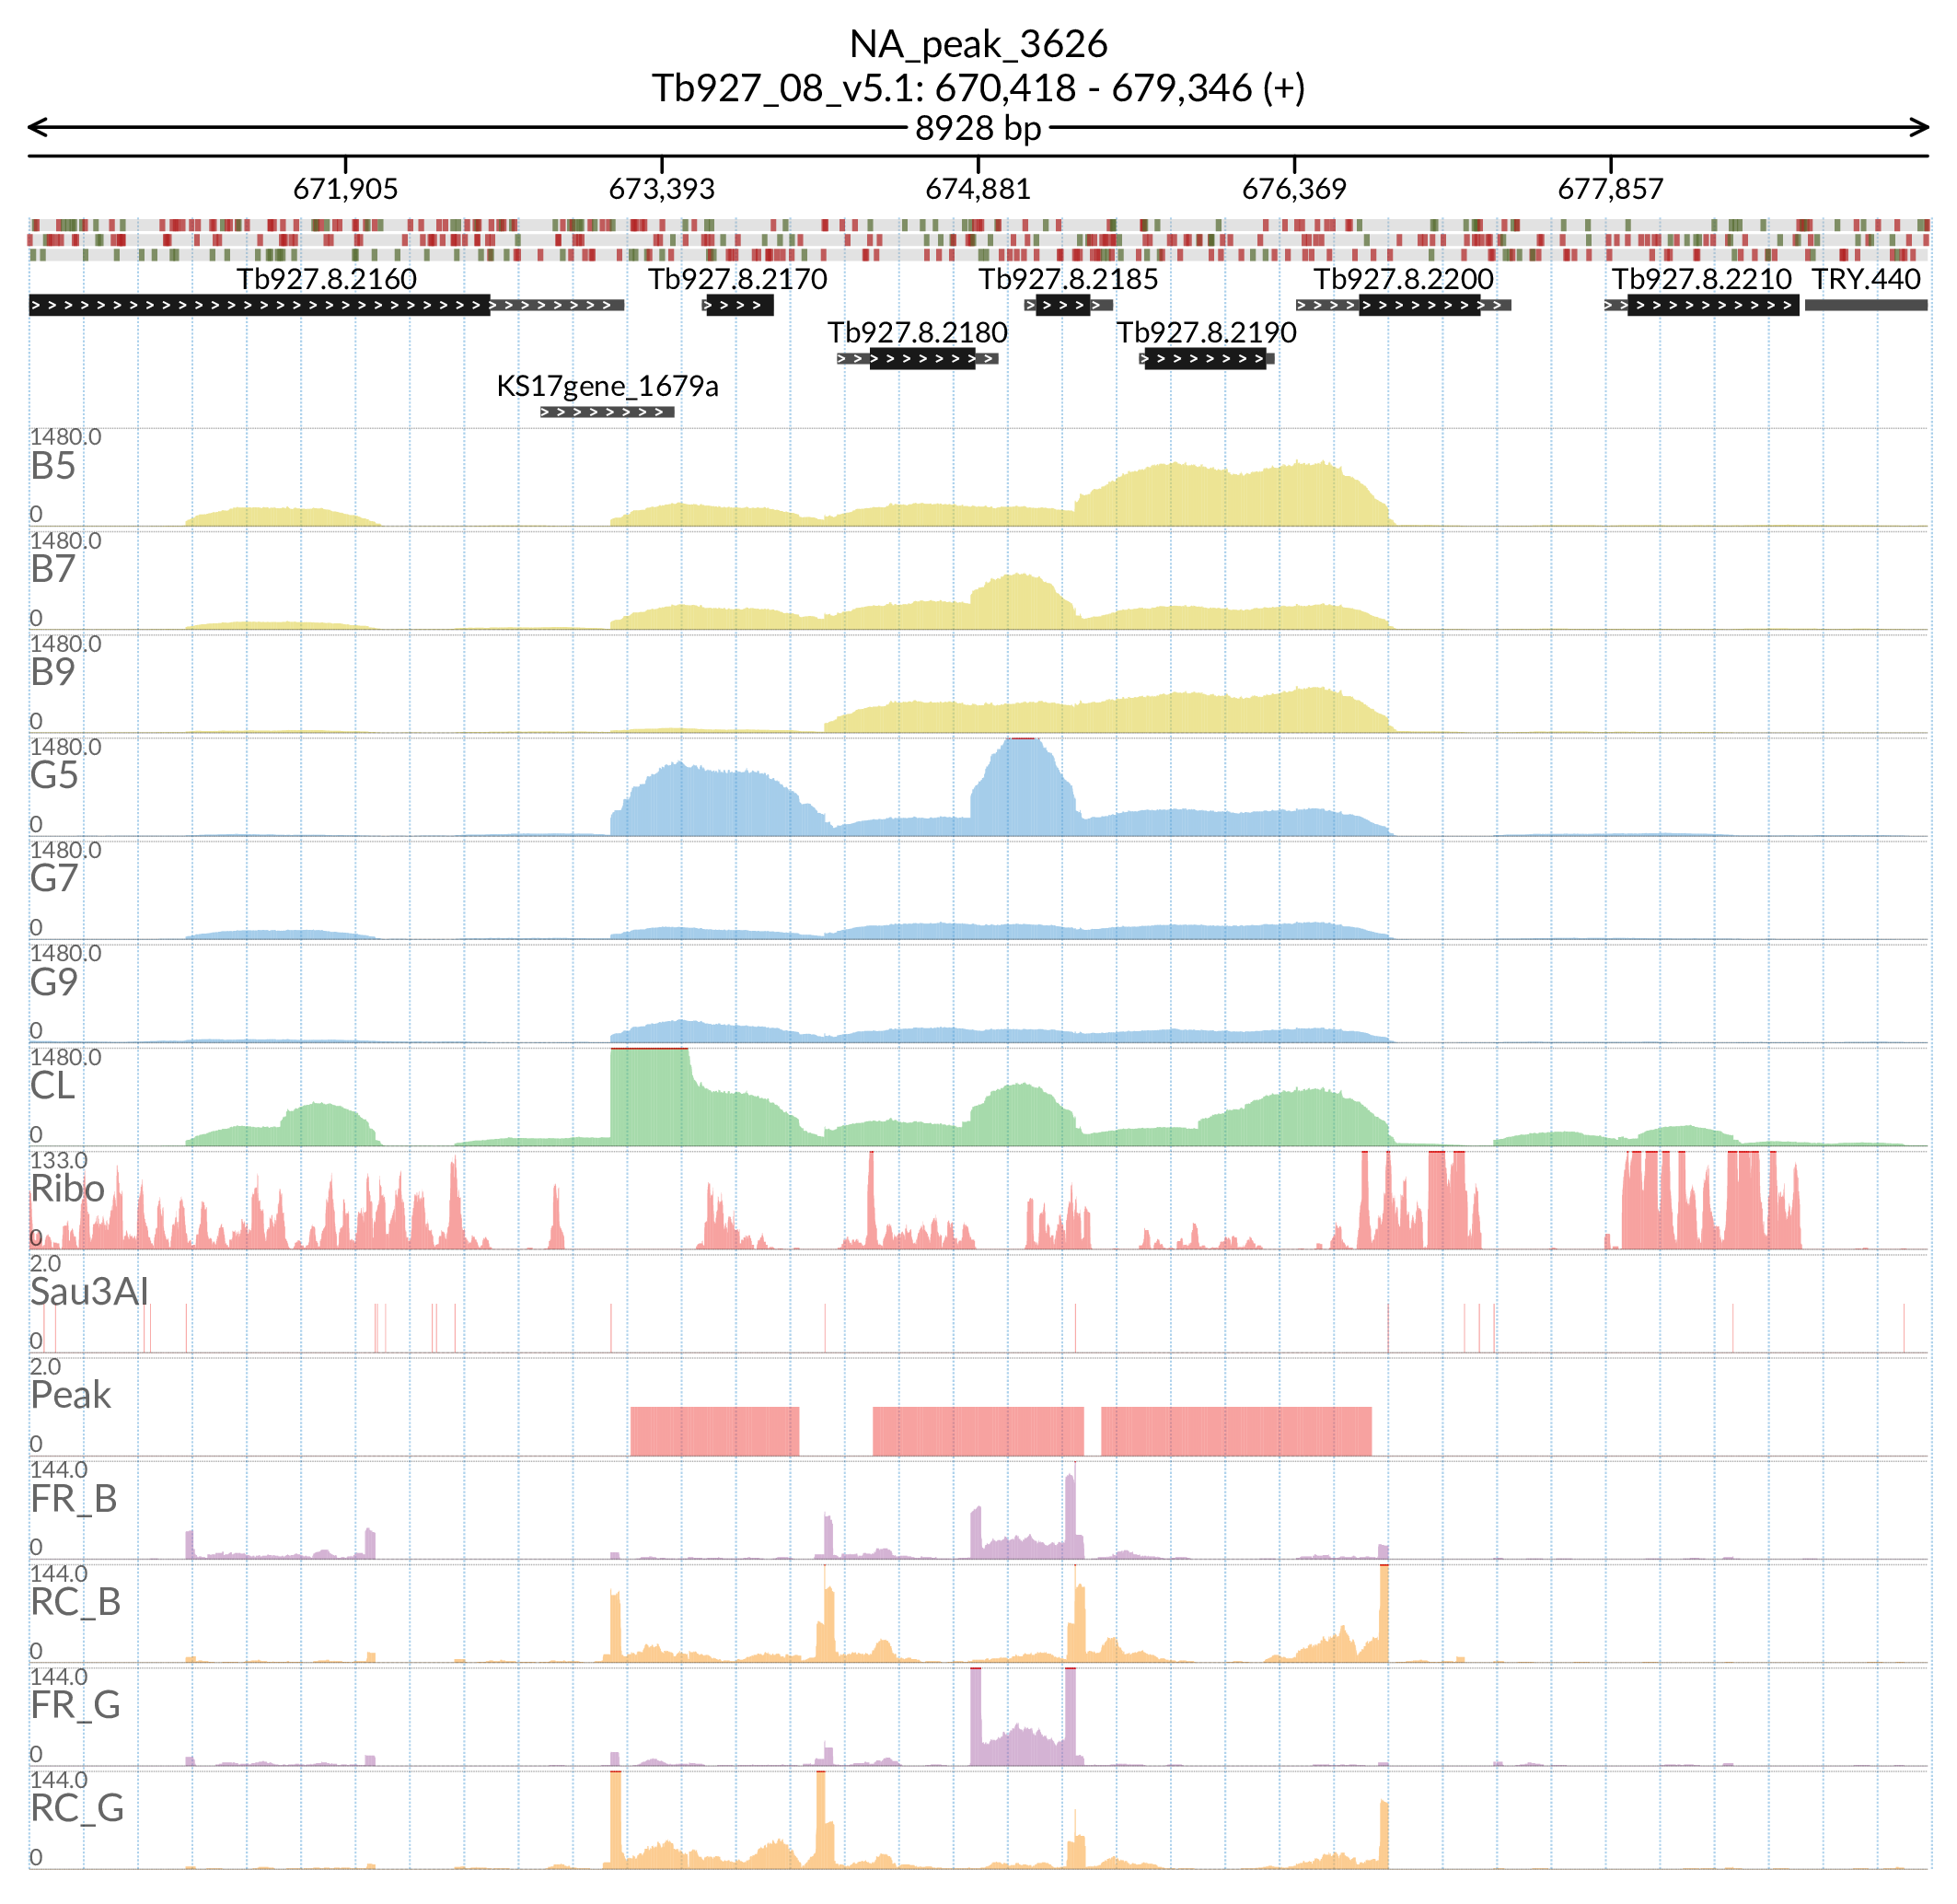 NA_peak_3626
Tb927_08_v5.1: 670,418 - 679,346 (+)
8928 bp
671,905 673,393 674,881 676,369 677,857
Tb927.8.2160 Tb927.8.2170 Tb927.8.2185 Tb927.8.2200 Tb927.8.2210 TRY.440
Tb927.8.2180 Tb927.8.2190
KS17gene_1679a
1480.0
B5
0
1480.0
B7
0
1480.0
B9
0
1480.0
G5
0
1480.0
G7
0
1480.0
G9
0
1480.0
CL
0
133.0
Ribo
0
2.0
Sau3AI
0
2.0
Peak
0
144.0
FR_B
0
144.0
RC_B
0
144.0
FR_G
0
144.0
RC_G
0